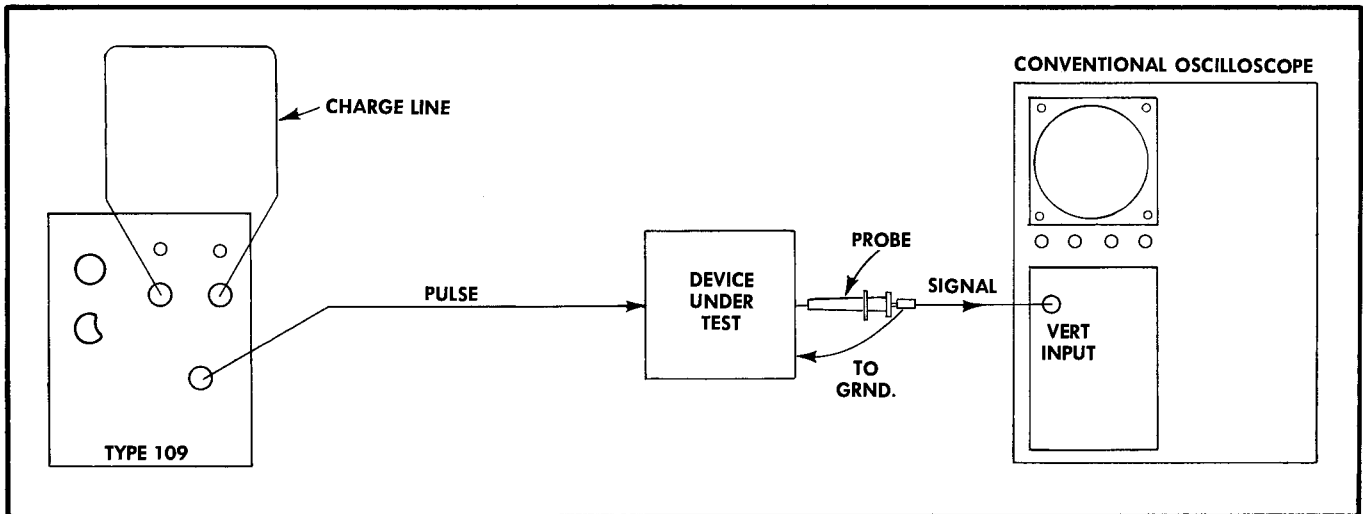 CONVENTIONAL OSCILLOSCOPE
CHARGE LINE
PROBE
PULSE
DEVICE
UNDER
TEST
SIGNAL
VERT
INPUT
TO
GRND.
TYPE 109